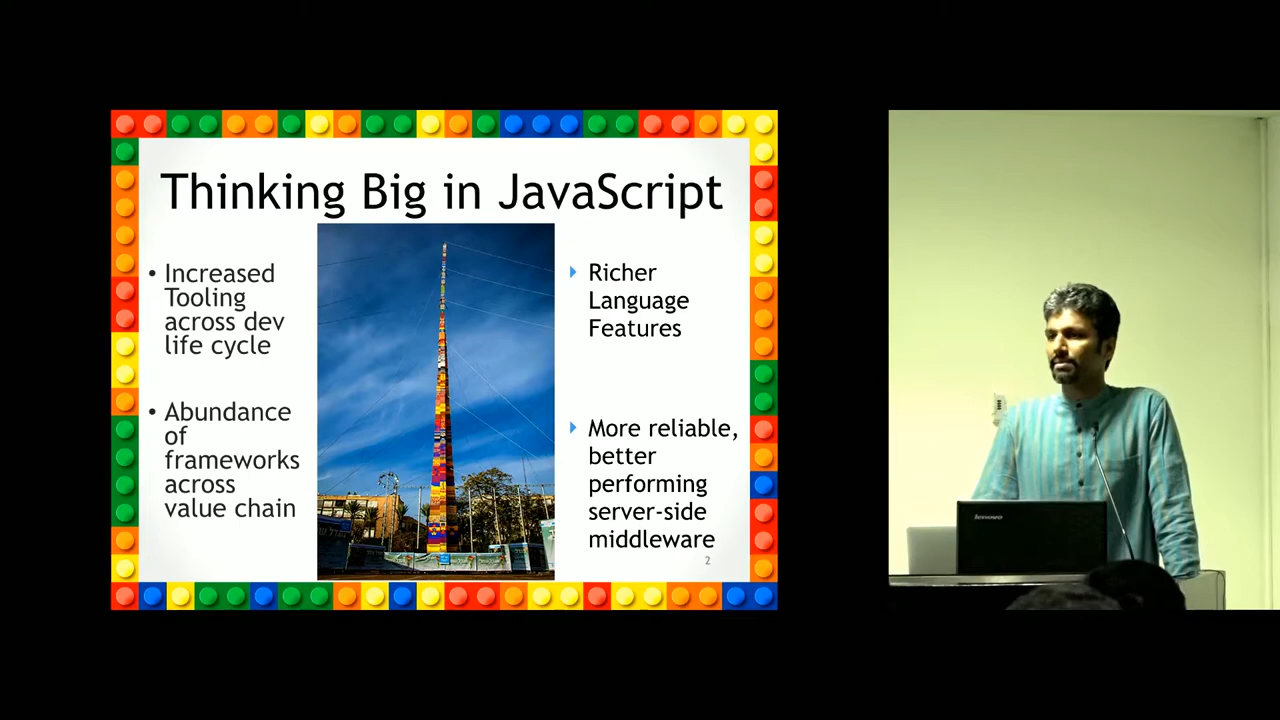 Thinking Big in JavaScript
• Increased
Tooling
across dev
life cycle
• Abundance
of
frameworks
across
value chain
Richer
Language
Features
More reliable,
better
performing
server-side
middleware
2
lenovo